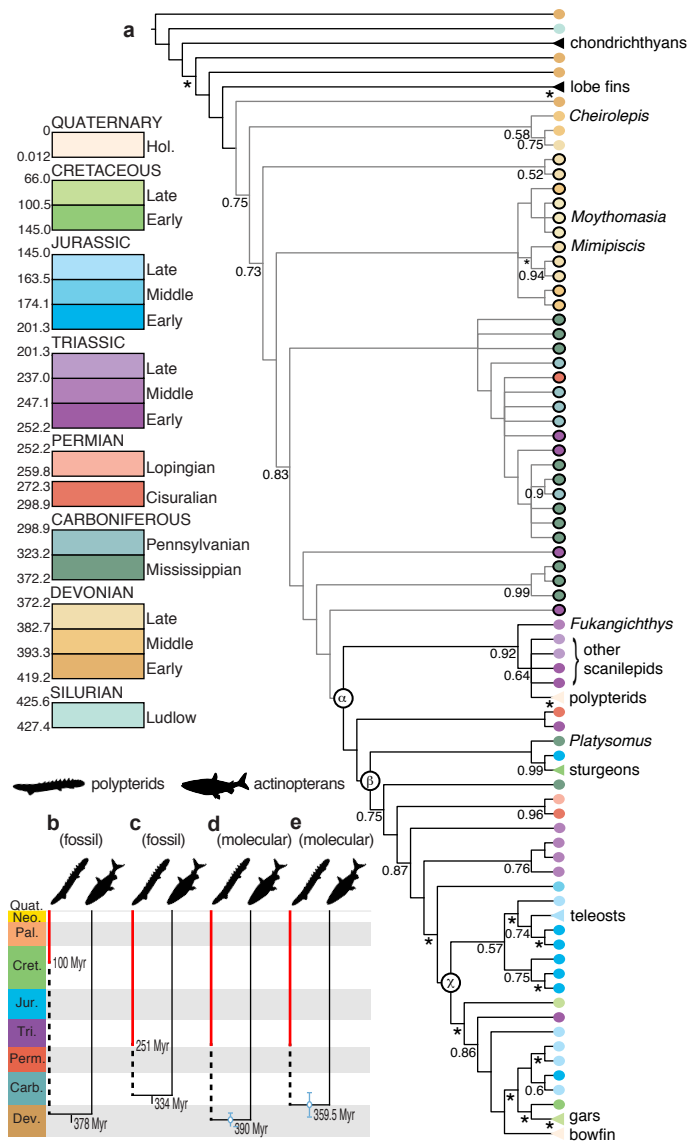 a
chondrichthyans
*
lobe fins
*
Cheirolepis
0.58
0.75
0.75
0.52
Moythomasia
Mimipiscis
*
0.94
0.73
0.83
0.9
0.99
Fukangichthys
0.92
other
scanilepids
0.64
*
polypterids
α
Platysomus
β
0.99
sturgeons
0.75
0.96
0.87
0.76
*
teleosts
*
0.74
*
0.57
0.75
*
χ
*
0.86
*
0.6
*
*
gars
*
bowfin
QUATERNARY
0
Hol.
0.012
CRETACEOUS
66.0
Late
100.5
Early
145.0
JURASSIC
145.0
Late
163.5
Middle
174.1
Early
201.3
TRIASSIC
201.3
Late
237.0
Middle
247.1
Early
252.2
PERMIAN
252.2
Lopingian
259.8
272.3
Cisuralian
298.9
CARBONIFEROUS
298.9
Pennsylvanian
323.2
Mississippian
372.2
DEVONIAN
372.2
Late
382.7
Middle
393.3
Early
419.2
SILURIAN
425.6
Ludlow
427.4
polypterids
actinopterans
b c d e
(fossil) (fossil) (molecular) (molecular)
Quat.
Neo.
Pal.
Cret.
100 Myr
Jur.
Tri.
251 Myr
Perm.
Carb.
334 Myr
359.5 Myr
Dev.
378 Myr
390 Myr